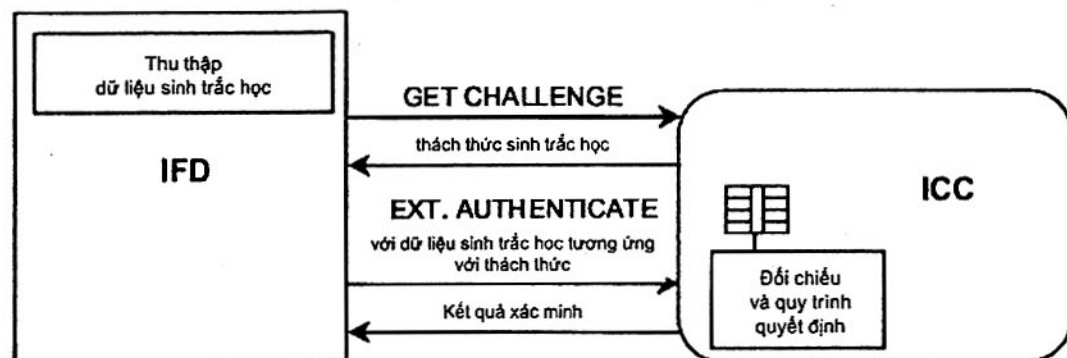 Thu thập
dữ liệu sinh trắc học
IFD
GET CHALLENGE
thách thức sinh trắc học
EXT. AUTHENTICATE
với dữ liệu sinh trắc học tương ứng
với thách thức
Kết quả xác minh
ICC
Đối chiếu
và quy trình
quyết định